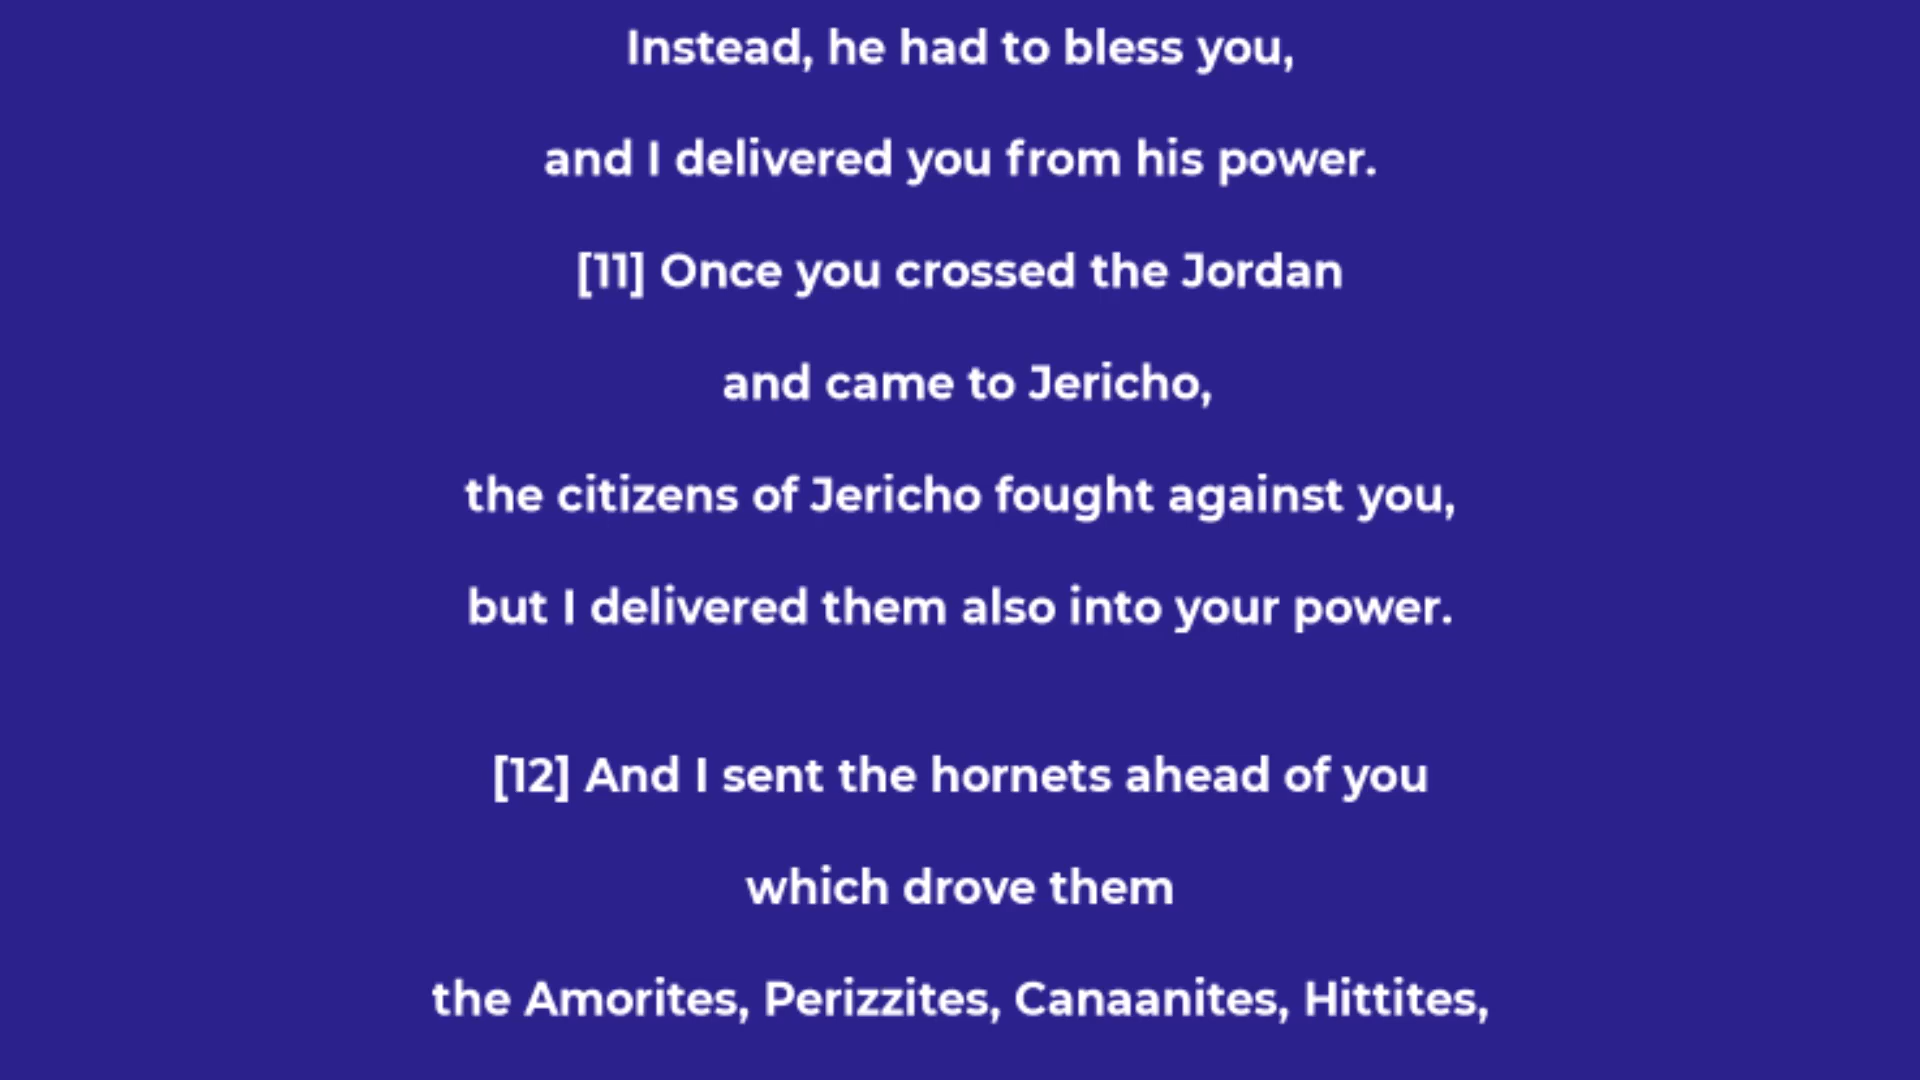 Instead, he had to bless you,
and I delivered you from his power.
[11] Once you crossed the Jordan
and came to Jericho,
the citizens of Jericho fought against you,
but I delivered them also into your power.
[12] And I sent the hornets ahead of you
which drove them
the Amorites, Perizzites, Canaanites, Hittites,